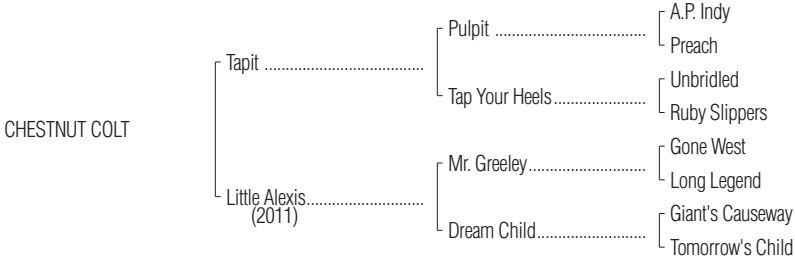 A.P. Indy
Pulpit ......................................
Preach
Tapit ........................................
Unbridled
Tap Your Heels.......................
Ruby Slippers
CHESTNUT COLT
Gone West
Mr. Greeley..............................
Long Legend
Little Alexis..............................
(2011)
Giant's Causeway
Dream Child...........................
Tomorrow's Child